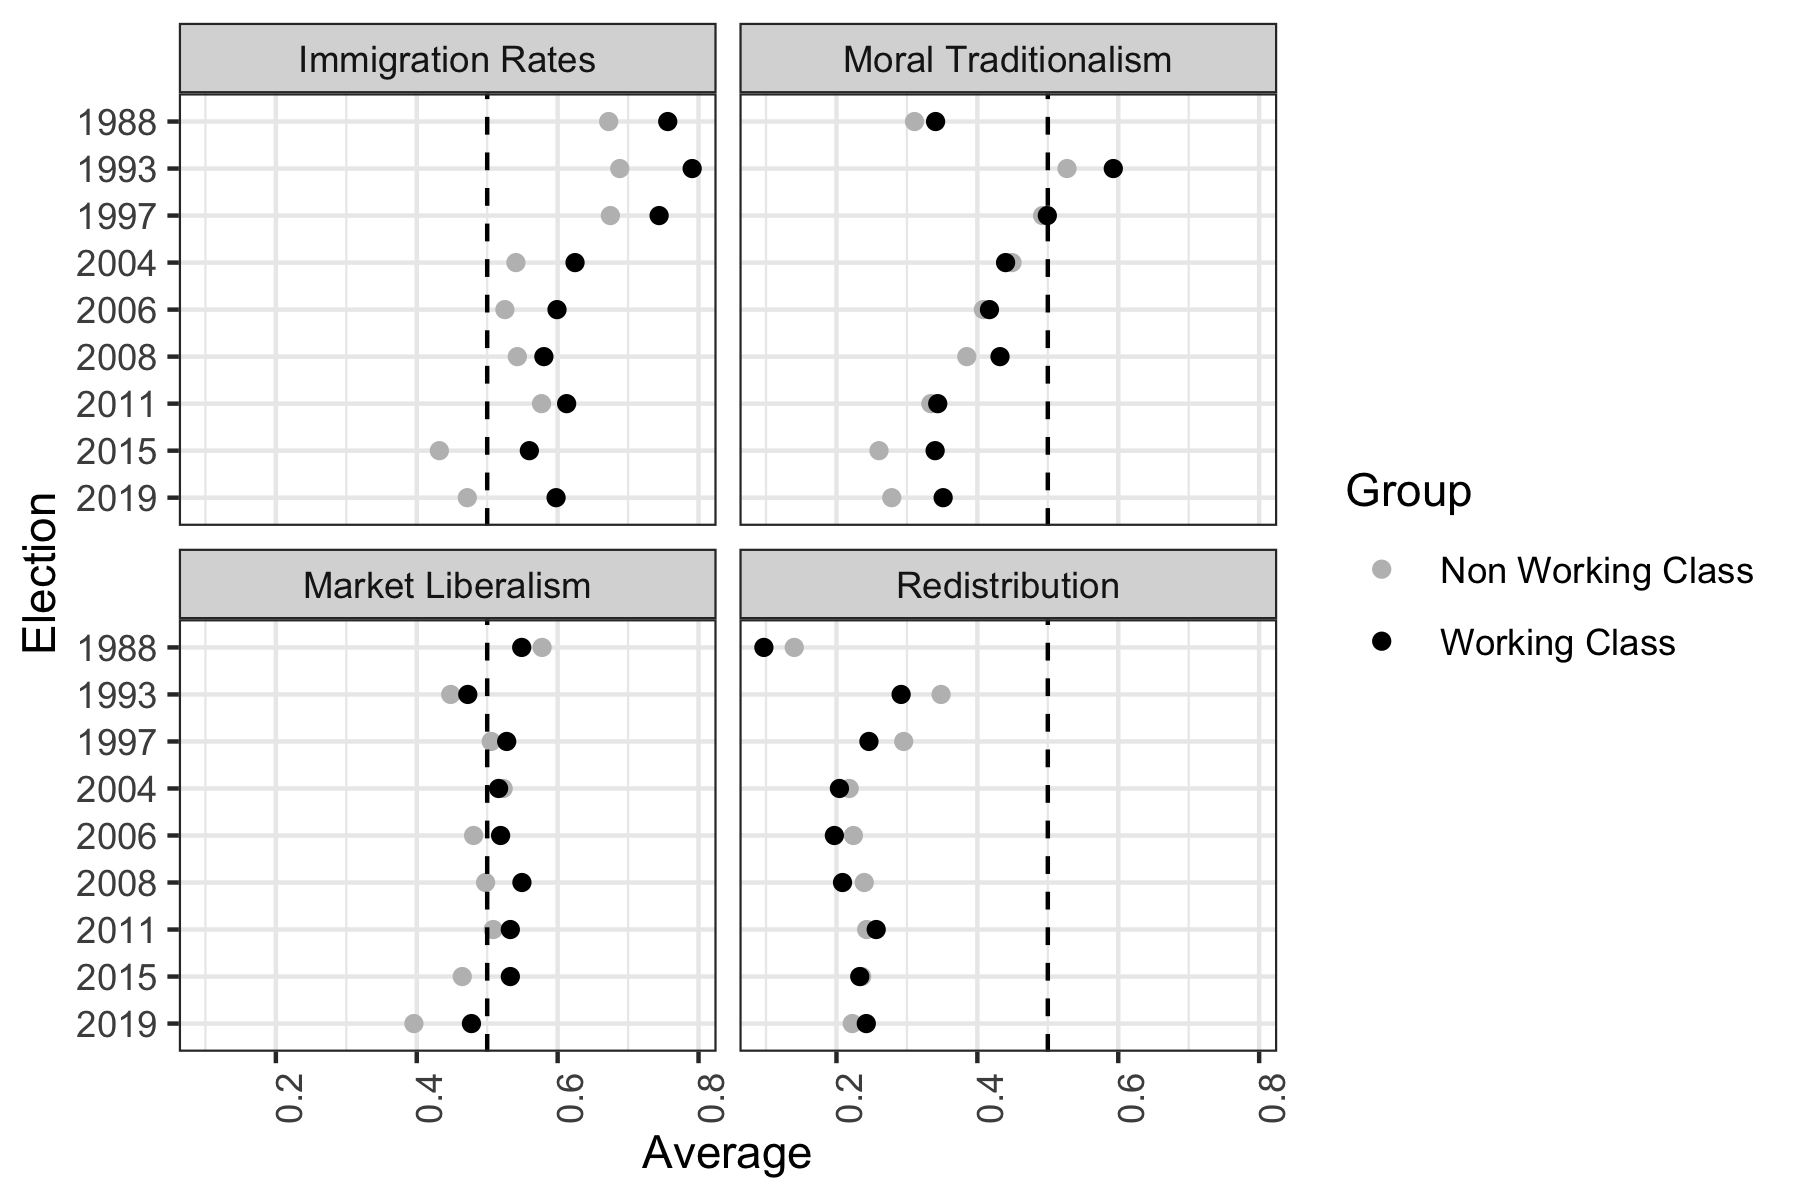 Immigration Rates
Moral Traditionalism
1988
1993
1997
2004
2006
2008
2011
2015
2019
Market Liberalism
Redistribution
1988
1993
1997
2004
2006
2008
2011
2015
2019
Election
0.2
0.4
0.6
0.8
0.2
0.4
0.6
0.8
Average
Group
Non Working Class
Working Class